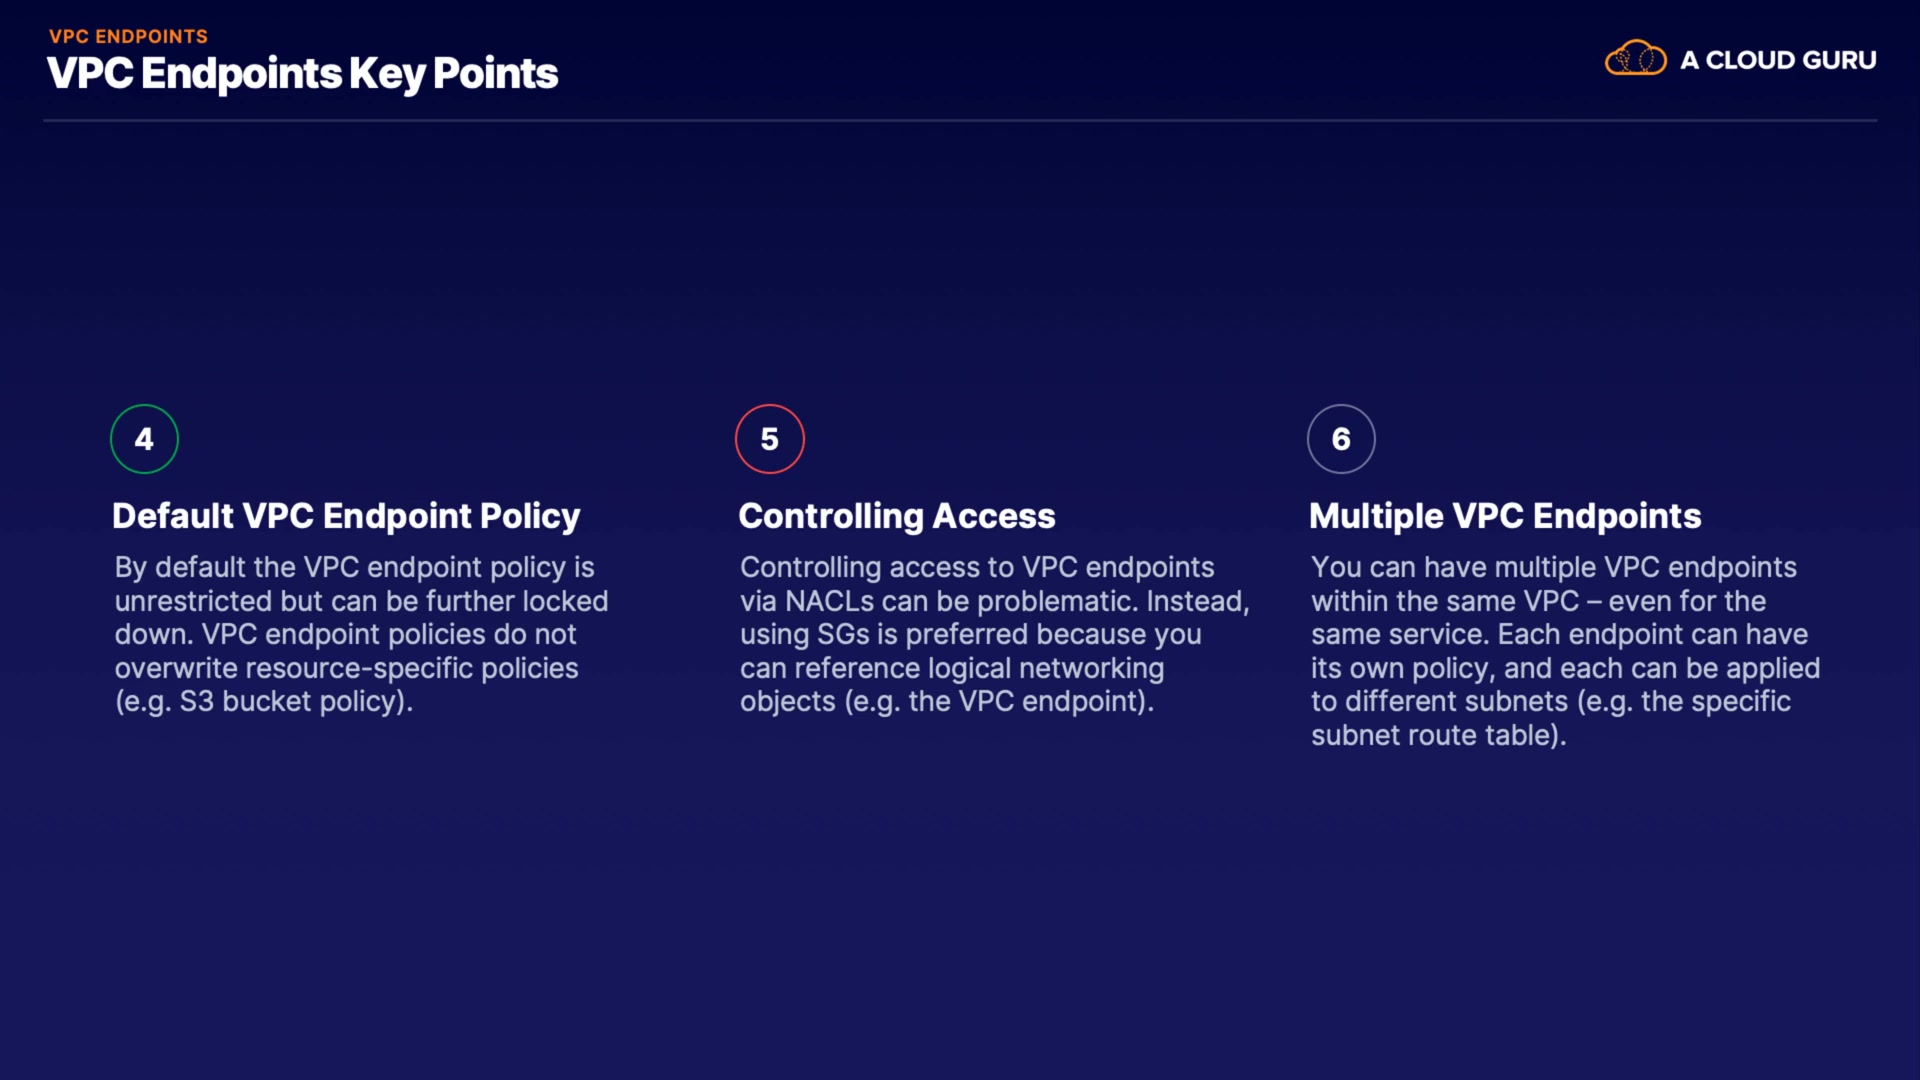 VPC ENDPOINTS
VPC Endpoints Key Points
A CLOUD GURU
4
Default VPC Endpoint Policy
By default the VPC endpoint policy is
unrestricted but can be further locked
down. VPC endpoint policies do not
overwrite resource-specific policies
(e.g. S3 bucket policy).
5
Controlling Access
Controlling access to VPC endpoints
via NACLs can be problematic. Instead,
using SGs is preferred because you
can reference logical networking
objects (e.g. the VPC endpoint).
6
Multiple VPC Endpoints
You can have multiple VPC endpoints
within the same VPC – even for the
same service. Each endpoint can have
its own policy, and each can be applied
to different subnets (e.g. the specific
subnet route table).